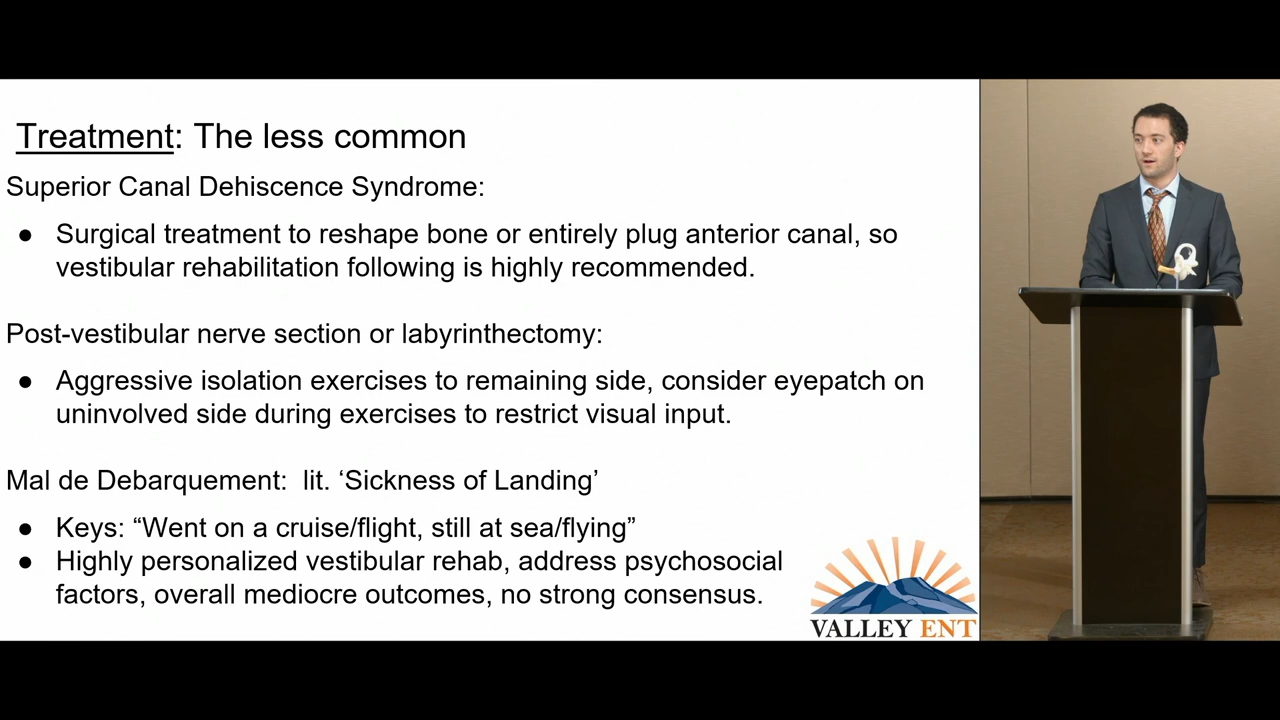 Treatment: The less common
Superior Canal Dehiscence Syndrome:
● Surgical treatment to reshape bone or entirely plug anterior canal, so
vestibular rehabilitation following is highly recommended.
Post-vestibular nerve section or labyrinthectomy:
● Aggressive isolation exercises to remaining side, consider eyepatch on
uninvolved side during exercises to restrict visual input.
Mal de Debarquement:  lit. ‘Sickness of Landing’
● Keys: “Went on a cruise/flight, still at sea/flying”
● Highly personalized vestibular rehab, address psychosocial
factors, overall mediocre outcomes, no strong consensus.
VALLEY ENT